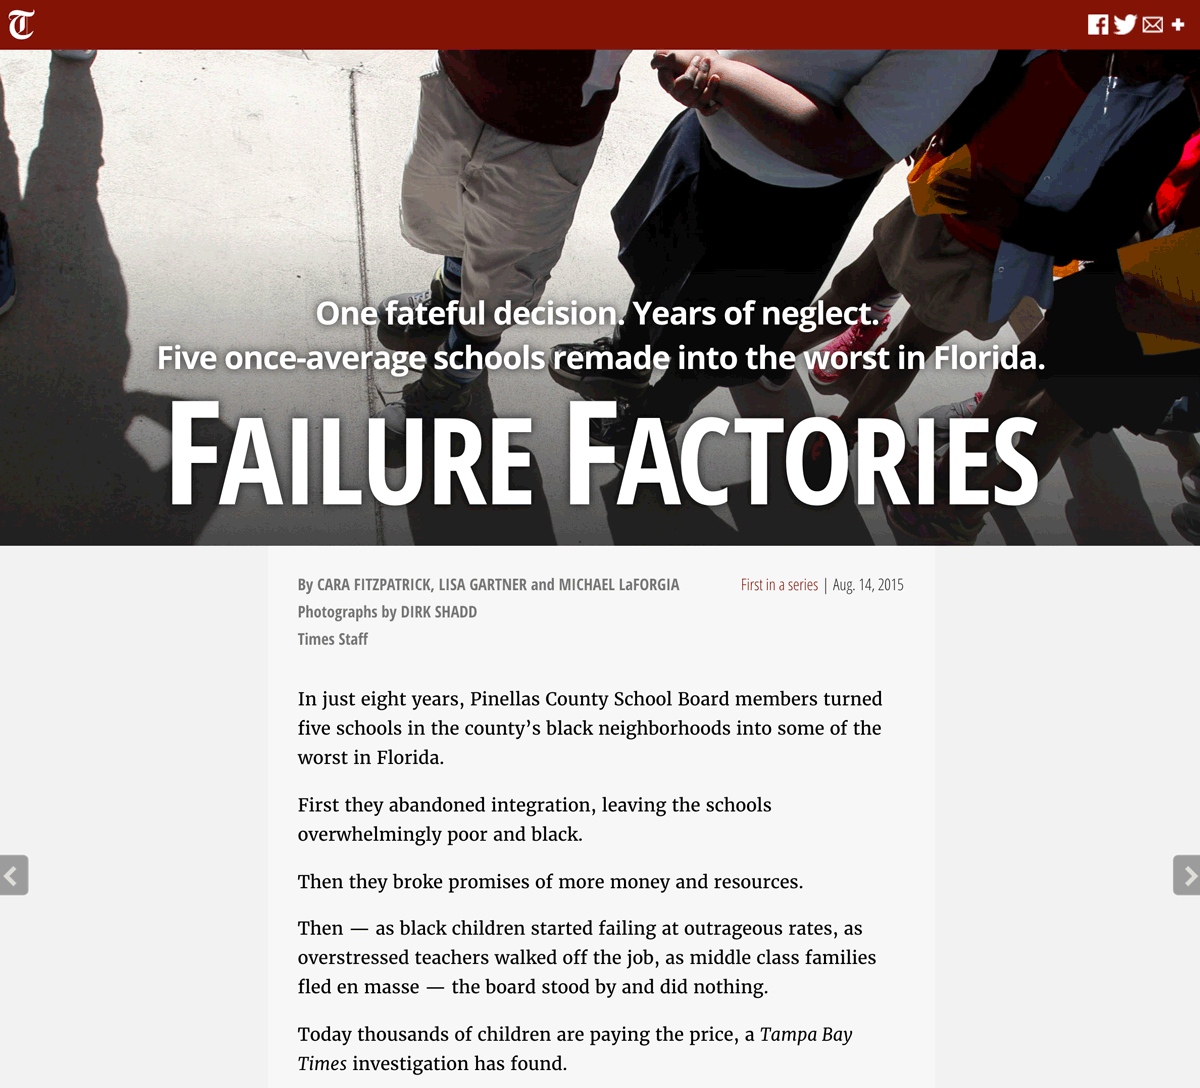 T
One fateful decision. Years of neglect.
Five once-average schools remade into the worst in Florida.
FAILURE FACTORIES
By CARA FITZPATRICK, LISA GARTNER and MICHAEL LaFORGIA
First in a series | Aug. 14, 2015
Photographs by DIRK SHADD
Times Staff
In just eight years, Pinellas County School Board members turned
five schools in the county’s black neighborhoods into some of the
worst in Florida.
First they abandoned integration, leaving the schools
overwhelmingly poor and black.
Then they broke promises of more money and resources.
Then — as black children started failing at outrageous rates, as
overstressed teachers walked off the job, as middle class families
fled en masse — the board stood by and did nothing.
Today thousands of children are paying the price, a Tampa Bay
Times investigation has found.